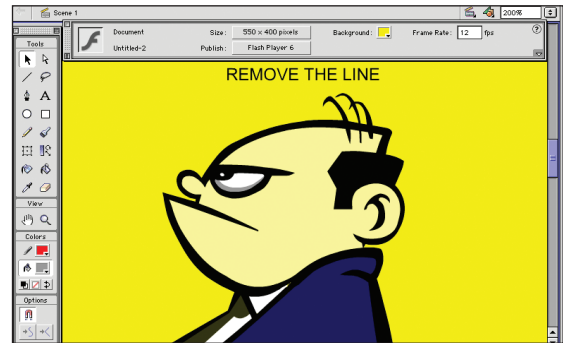 Scene 1
200%
Document
Size:
550 × 400 pixels
Background:
Frame Rate:
12
fps
?
Untitled-2
Publish:
Flash Player 6
Tools
A
View
Colors
Options
REMOVE THE LINE